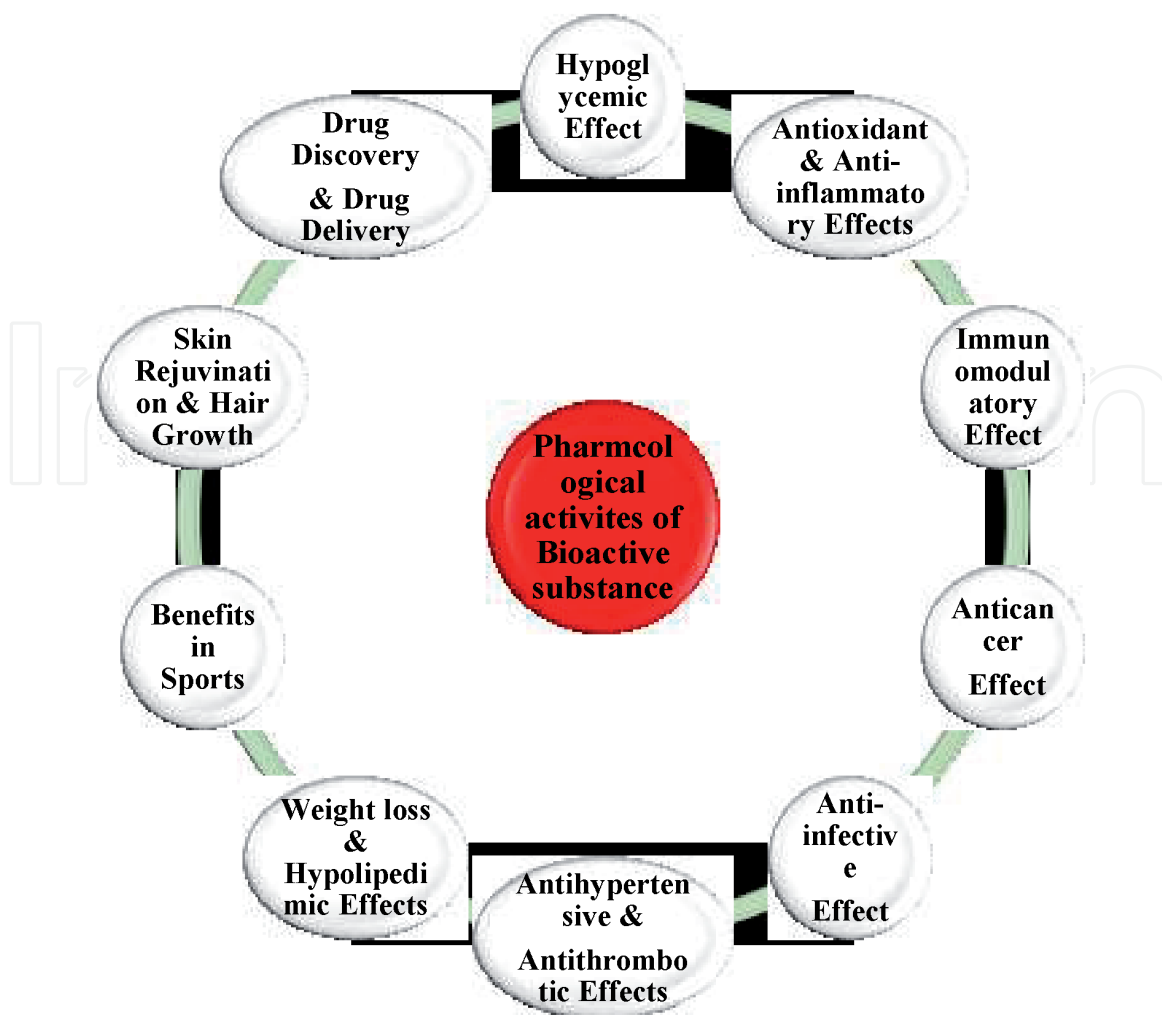 Hypogl
ycemic
Effect
Antioxidant
& Anti-
inflammato
ry Effects
Immun
omodul
atory
Effect
Antican
cer
Effect
Anti-
infectiv
e
Effect
Antihyperten
sive &
Antithrombo
tic Effects
Weight loss
&
Hypolipedi
mic Effects
Benefits
in
Sports
Skin
Rejuvinati
on & Hair
Growth
Drug
Discovery
& Drug
Delivery
Pharmcol
ogical
activites of
Bioactive
substance